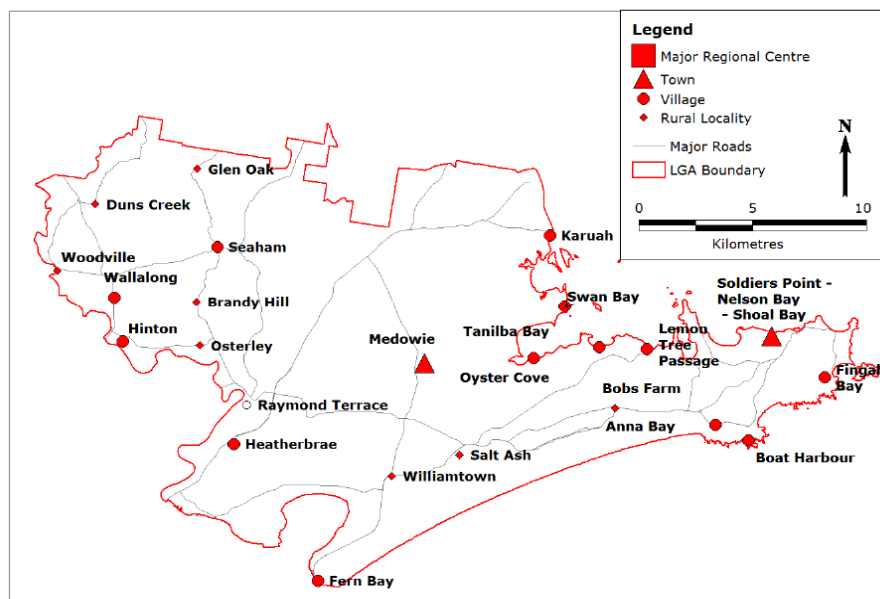 Legend
Major Regional Centre
Town
Village
Rural Locality
Major Roads
LGA Boundary
N
0 5 10
Kilometres
Glen Oak
Duns Creek
Seaham
Karuah
Woodville
Wallalong
Brandy Hill
Swan Bay
Soldiers Point -
Nelson Bay
- Shoal Bay
Hinton
Osterley
Medowie
Tanilba Bay
Lemon
Tree
Passage
Oyster Cove
Fingal
Bay
Bobs Farm
Raymond Terrace
Anna Bay
Heatherbrae
Salt Ash
Boat Harbour
Williamtown
Fern Bay